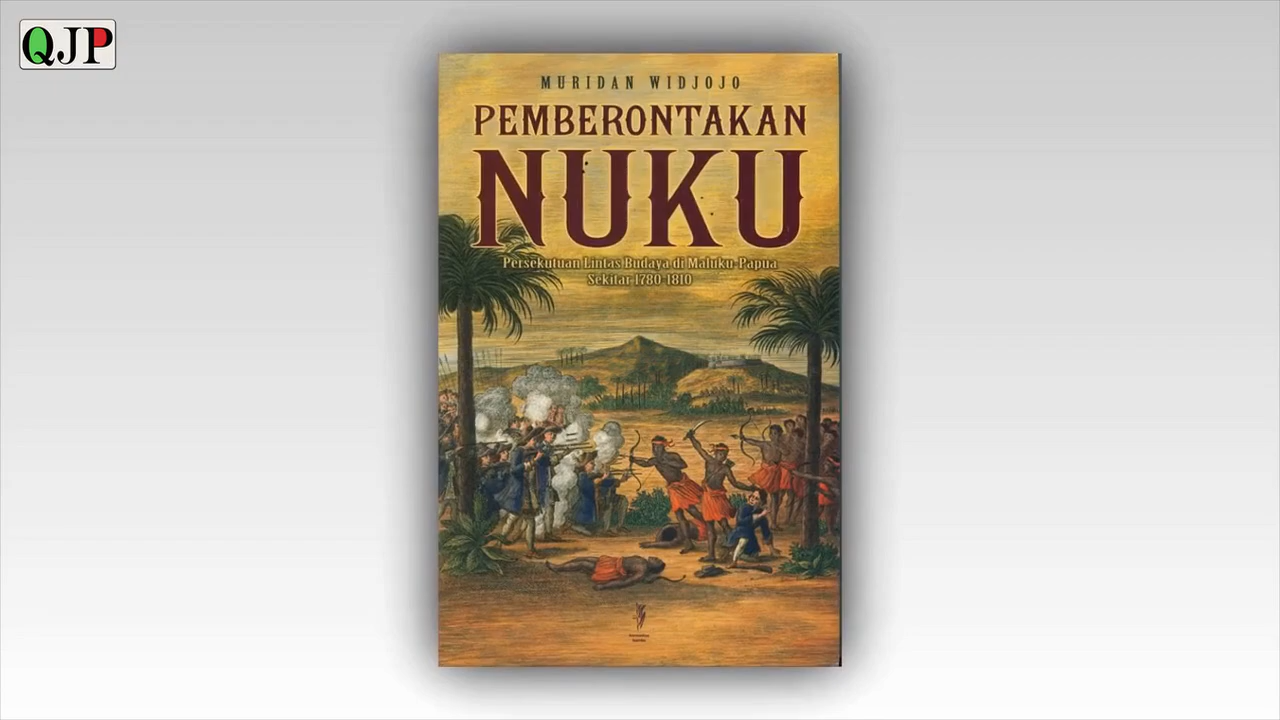 QJP
MURIDAN WIDJOJO
PEMBERONTAKAN
NUKU
Persekutuan Lintas Budaya di Maluku-Papua
Sekitar 1780-1810